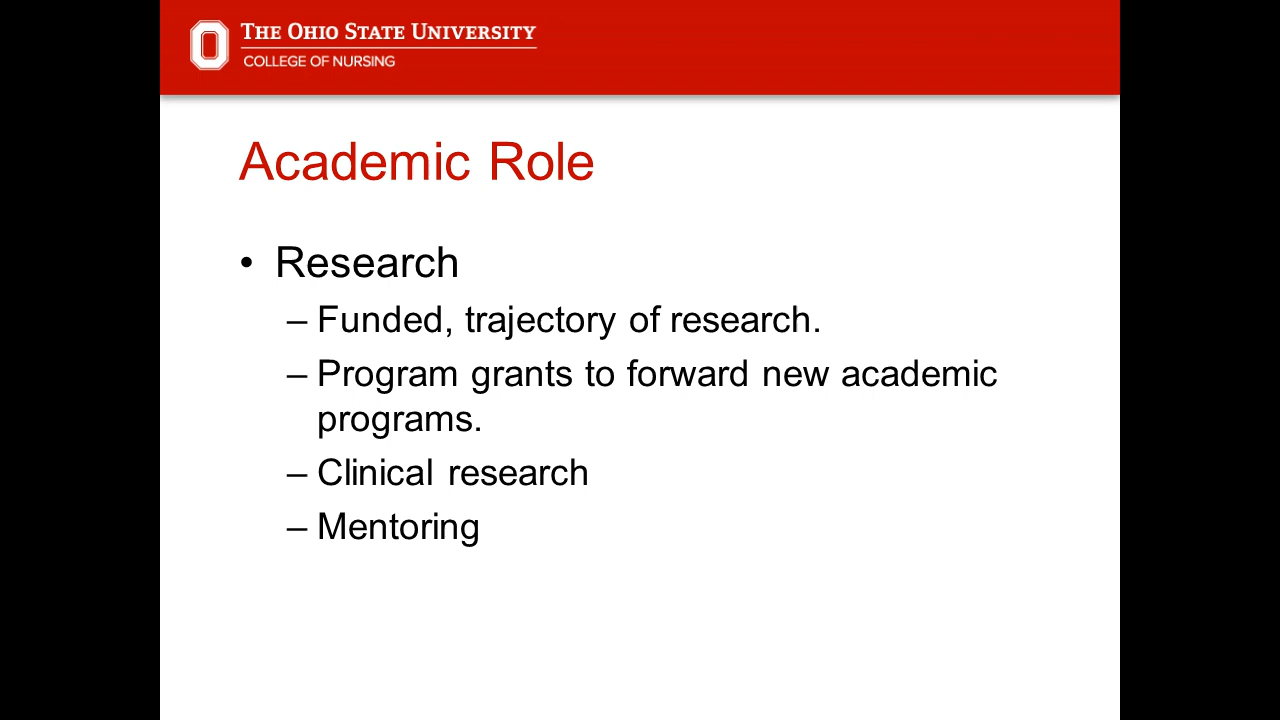 THE OHIO STATE UNIVERSITY
COLLEGE OF NURSING
Academic Role
• Research
– Funded, trajectory of research.
– Program grants to forward new academic
programs.
– Clinical research
– Mentoring